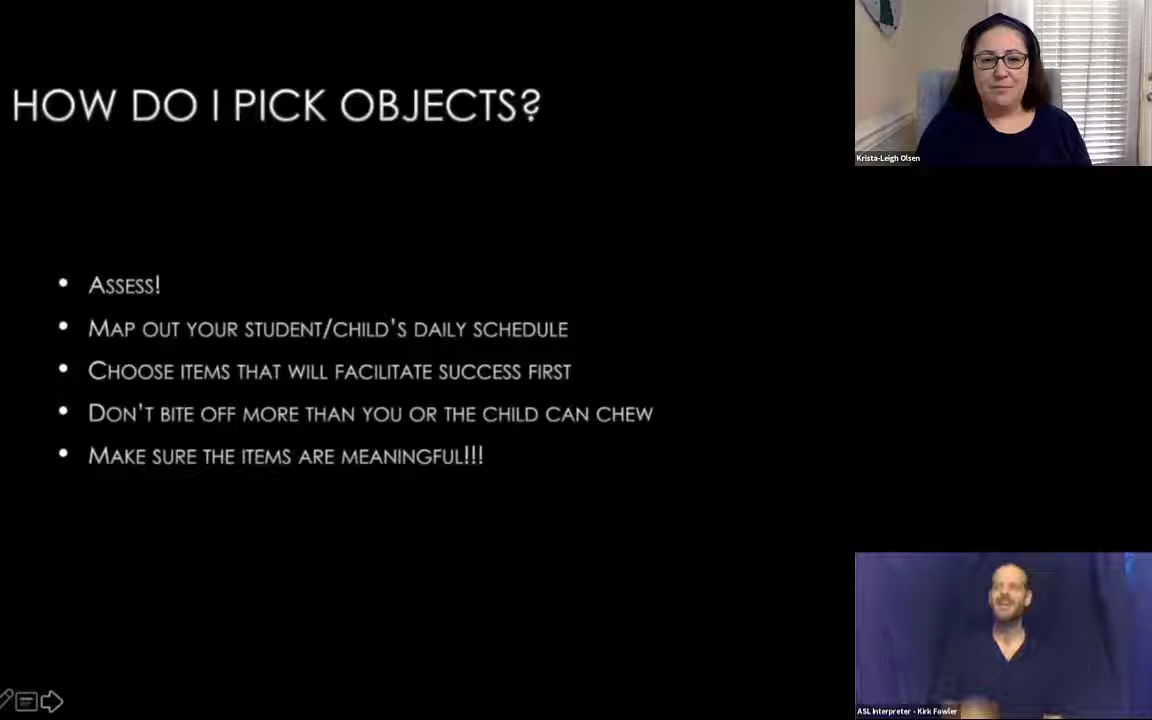 HOW DO I PICK OBJECTS?
Krista-Leigh Olsen
• ASSESS!
• MAP OUT YOUR STUDENT/CHILD'S DAILY SCHEDULE
• CHOOSE ITEMS THAT WILL FACILITATE SUCCESS FIRST
• DON'T BITE OFF MORE THAN YOU OR THE CHILD CAN CHEW
• MAKE SURE THE ITEMS ARE MEANINGFUL!!!
ASL Interpreter - Kirk Fowler